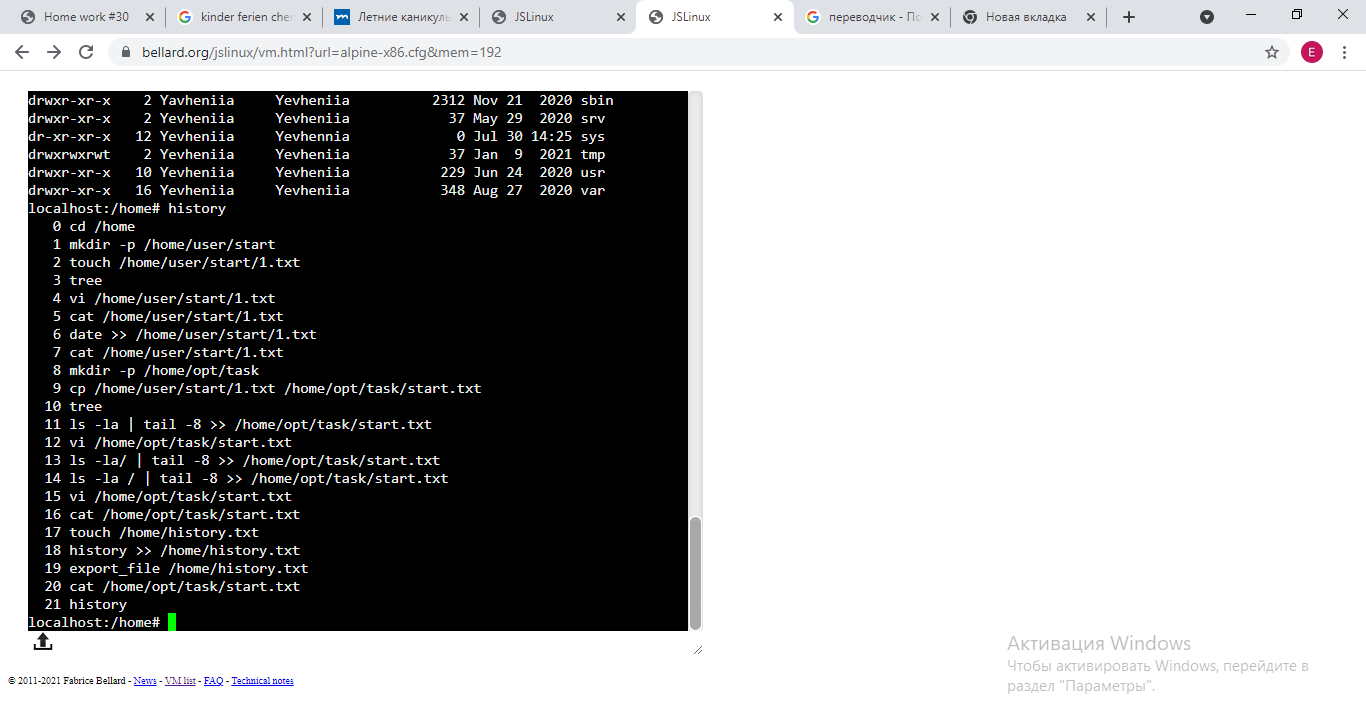 Home work #30
kinder ferien cher
Летние каникуль
JSLinux
JSLinux
переводчик - По
Новая вкладка
bellard.org/jslinux/vm.html?url=alpine-x86.cfg&mem=192
E
drwxr-xr-x 2 Yavheniia Yevheniia 2312 Nov 21 2020 sbin
drwxr-xr-x 2 Yevheniia Yevheniia 37 May 29 2020 srv
dr-xr-xr-x 12 Yevheniia Yevhennia 0 Jul 30 14:25 sys
drwxrwxrwt 2 Yevheniia Yevheniia 37 Jan 9 2021 tmp
drwxr-xr-x 10 Yevheniia Yevheniia 229 Jun 24 2020 usr
drwxr-xr-x 16 Yevheniia Yevheniia 348 Aug 27 2020 var
localhost:/home# history
0 cd /home
1 mkdir -p /home/user/start
2 touch /home/user/start/1.txt
3 tree
4 vi /home/user/start/1.txt
5 cat /home/user/start/1.txt
6 date >> /home/user/start/1.txt
7 cat /home/user/start/1.txt
8 mkdir -p /home/opt/task
9 cp /home/user/start/1.txt /home/opt/task/start.txt
10 tree
11 ls -la | tail -8 >> /home/opt/task/start.txt
12 vi /home/opt/task/start.txt
13 ls -la/ | tail -8 >> /home/opt/task/start.txt
14 ls -la / | tail -8 >> /home/opt/task/start.txt
15 vi /home/opt/task/start.txt
16 cat /home/opt/task/start.txt
17 touch /home/history.txt
18 history >> /home/history.txt
19 export_file /home/history.txt
20 cat /home/opt/task/start.txt
21 history
localhost:/home#
© 2011-2021 Fabrice Bellard - News - VM list - FAQ - Technical notes
Активация Windows
Чтобы активировать Windows, перейдите в
раздел "Параметры".